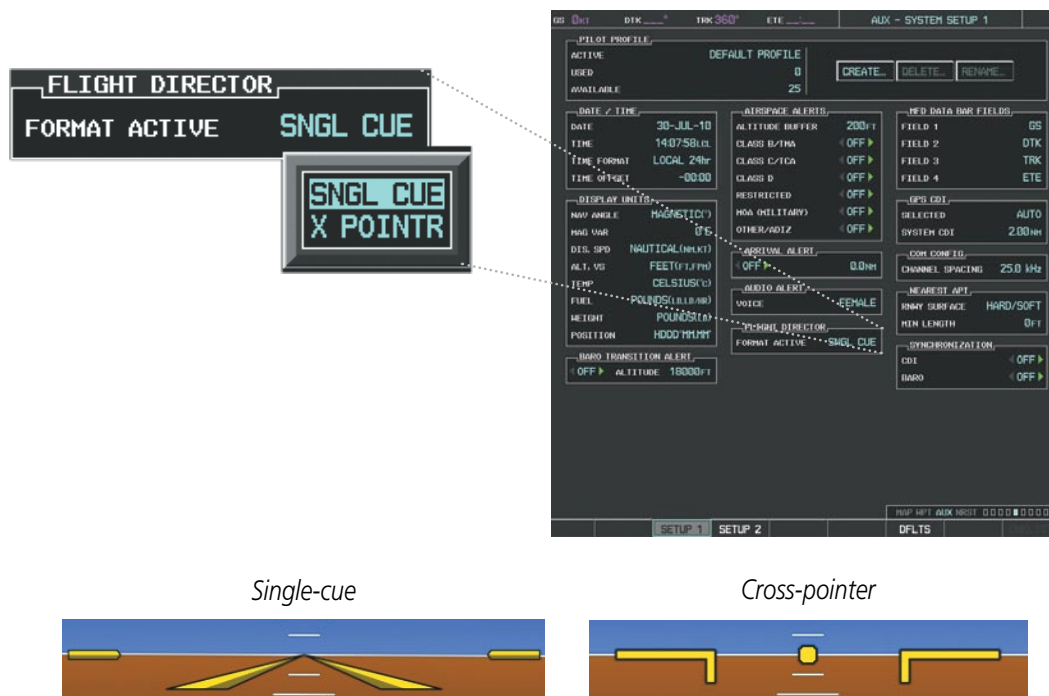 FLIGHT DIRECTOR
FORMAT ACTIVE SNGL CUE
SNGL CUE
X POINTR
GS 0KT DTK ___° TRK 360° ETE __:__ AUX - SYSTEM SETUP 1
PILOT PROFILE
ACTIVE DEFAULT PROFILE
USED 0
AVAILABLE 25
CREATE… DELETE… RENAME…
DATE / TIME
DATE 30-JUL-10
TIME 14:07:58LCL
TIME FORMAT LOCAL 24hr
TIME OFFSET -00:00
DISPLAY UNITS
NAV ANGLE MAGNETIC(°)
MAG VAR 0°E
DIS, SPD NAUTICAL(NM,KT)
ALT, VS FEET(FT,FPM)
TEMP CELSIUS(°C)
FUEL POUNDS(LB,LB/HR)
WEIGHT POUNDS(LB)
POSITION HDDD°MM.MM'
BARO TRANSITION ALERT
OFF ALTITUDE 18000FT
AIRSPACE ALERTS
ALTITUDE BUFFER 200FT
CLASS B/TMA OFF
CLASS C/TCA OFF
CLASS D OFF
RESTRICTED OFF
MOA (MILITARY) OFF
OTHER/ADIZ OFF
ARRIVAL ALERT
OFF 0.0NM
AUDIO ALERT
VOICE FEMALE
FLIGHT DIRECTOR
FORMAT ACTIVE SNGL CUE
MFD DATA BAR FIELDS
FIELD 1 GS
FIELD 2 DTK
FIELD 3 TRK
FIELD 4 ETE
GPS CDI
SELECTED AUTO
SYSTEM CDI 2.00NM
COM CONFIG
CHANNEL SPACING 25.0 kHz
NEAREST APT
RNWY SURFACE HARD/SOFT
MIN LENGTH 0FT
SYNCHRONIZATION
CDI OFF
BARO OFF
MAP WPT AUX NRST
SETUP 1 SETUP 2 DFLTS
Single-cue
Cross-pointer